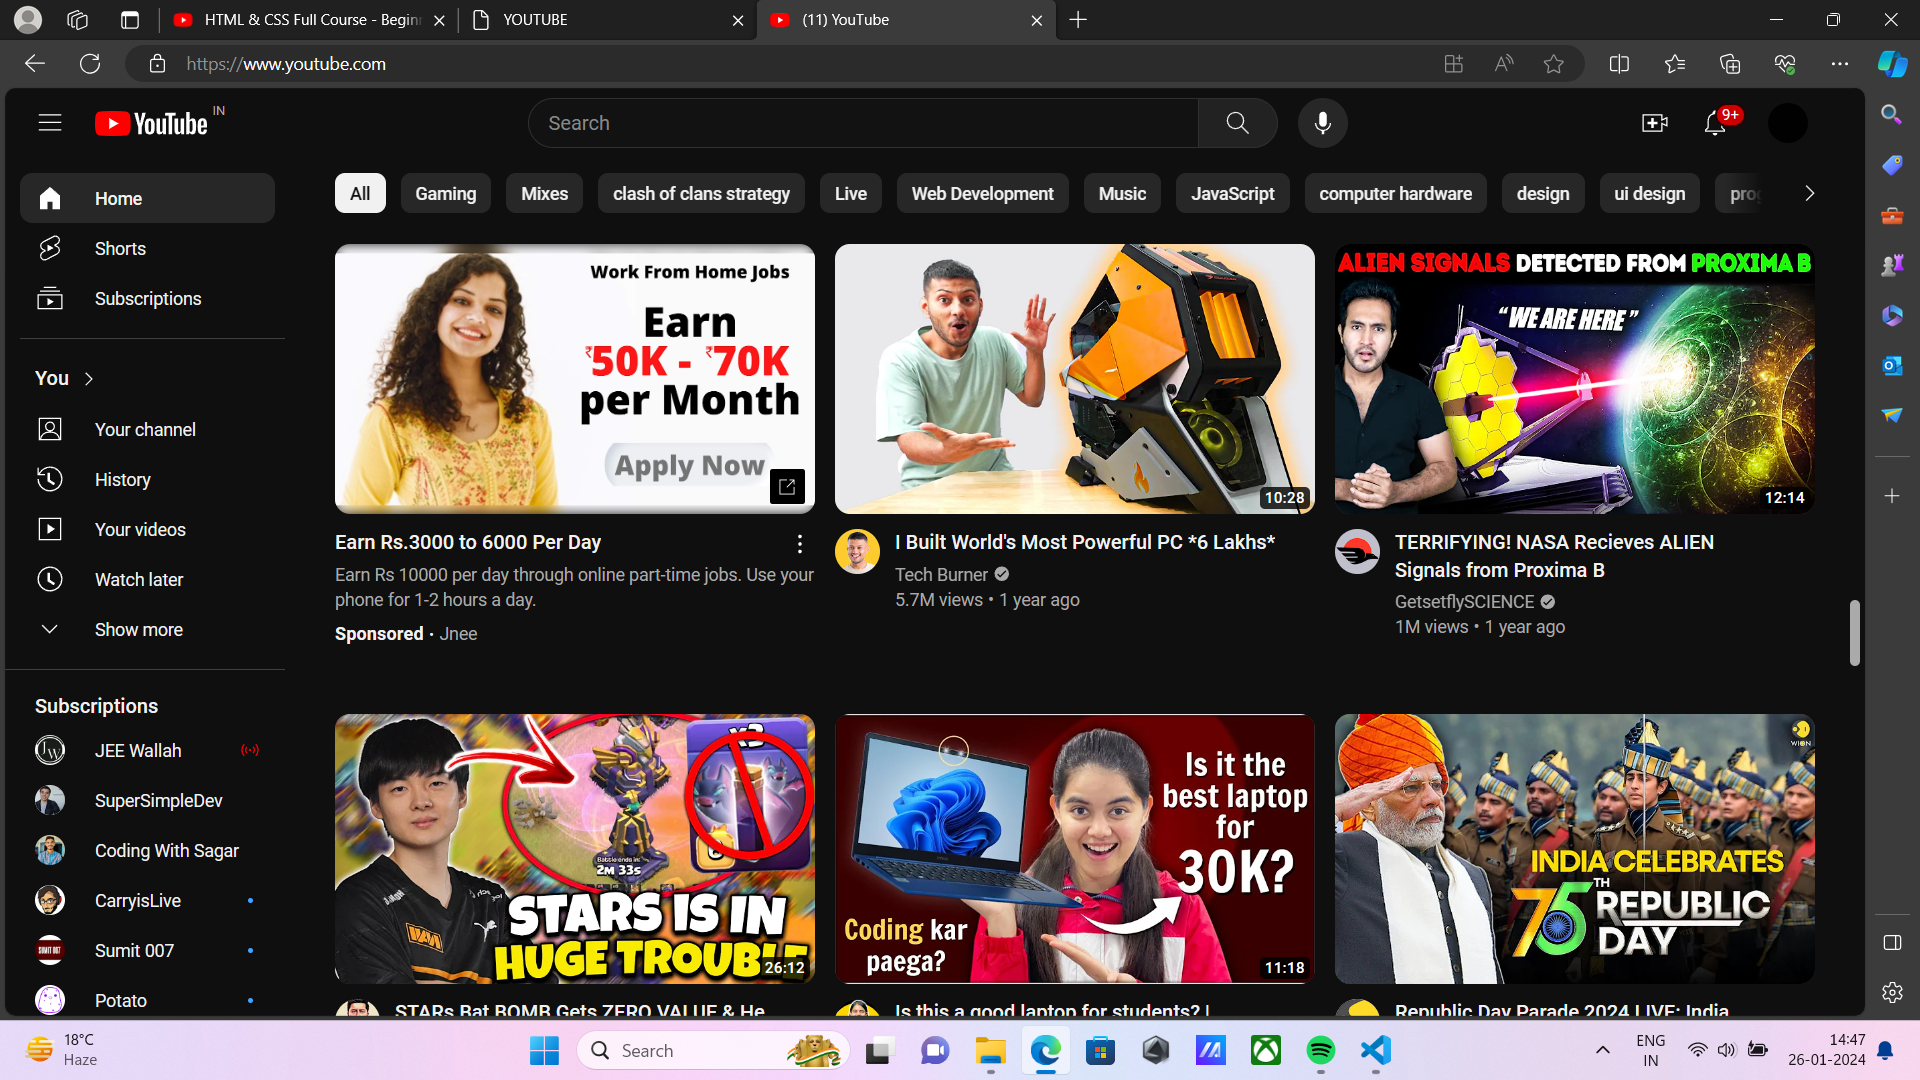 HTML & CSS Full Course - Begin
YOUTUBE
(11) YouTube
https://www.youtube.com
YouTube IN
Search
9+
Home
Shorts
Subscriptions
You
Your channel
History
Your videos
Watch later
Show more
Subscriptions
JEE Wallah
SuperSimpleDev
Coding With Sagar
CarryisLive
Sumit 007
Potato
All
Gaming
Mixes
clash of clans strategy
Live
Web Development
Music
JavaScript
computer hardware
design
ui design
Work From Home Jobs
Earn
₹50K - ₹70K
per Month
Apply Now
Earn Rs.3000 to 6000 Per Day
Earn Rs 10000 per day through online part-time jobs. Use your
phone for 1-2 hours a day.
Sponsored · Jnee
10:28
I Built World's Most Powerful PC *6 Lakhs*
Tech Burner
5.7M views • 1 year ago
ALIEN SIGNALS DETECTED FROM PROXIMA B
"WE ARE HERE"
12:14
TERRIFYING! NASA Recieves ALIEN
Signals from Proxima B
GetsetflySCIENCE
1M views • 1 year ago
x3
Battle ends in:
2M 33s
STARS IS IN
HUGE TROUBLE
26:12
STARs Bat BOMB Gets ZERO VALUE & He
Is it the
best laptop
for
30K?
Coding kar
paega?
11:18
Is this a good laptop for students? |
WION
INDIA CELEBRATES
75TH REPUBLIC
DAY
Republic Day Parade 2024 LIVE: India
18°C
Haze
Search
ENG
IN
14:47
26-01-2024